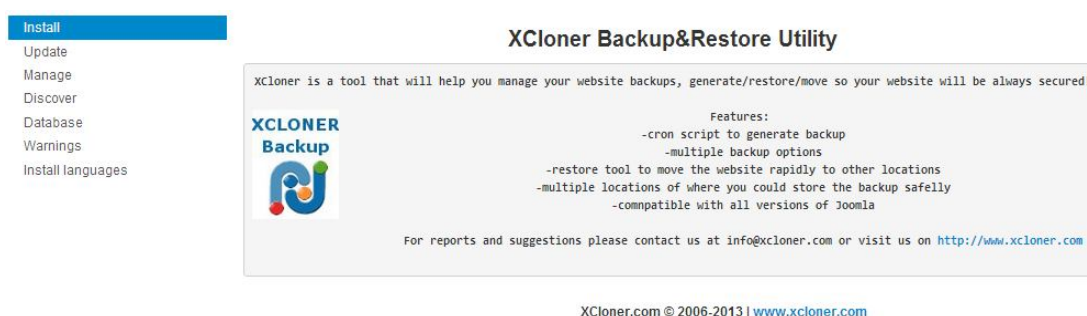 Install
Update
Manage
Discover
Database
Warnings
Install languages
XCloner Backup&Restore Utility
XCloner is a tool that will help you manage your website backups, generate/restore/move so your website will be always secured
XCLONER
Backup
Features:
-cron script to generate backup
-multiple backup options
-restore tool to move the website rapidly to other locations
-multiple locations of where you could store the backup safelly
-comnpatible with all versions of Joomla
For reports and suggestions please contact us at info@xcloner.com or visit us on http://www.xcloner.com
XCloner.com © 2006-2013 | www.xcloner.com